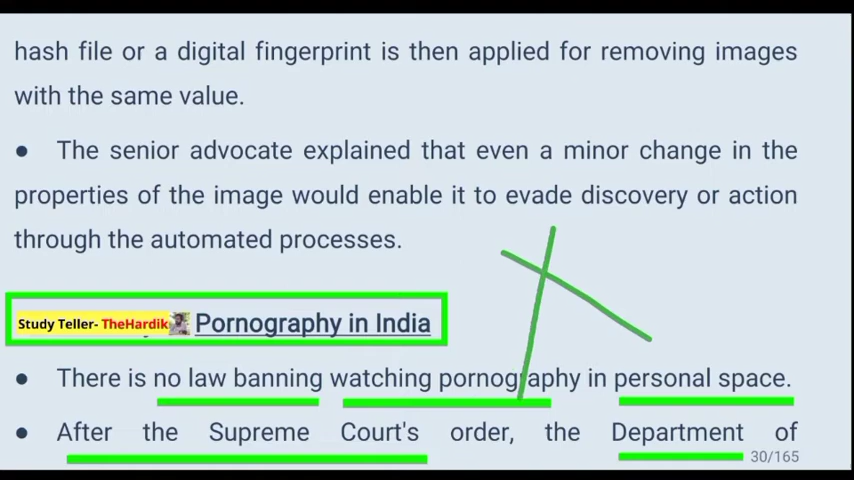 hash file or a digital fingerprint is then applied for removing images
with the same value.
● The senior advocate explained that even a minor change in the
properties of the image would enable it to evade discovery or action
through the automated processes.
Study Teller- TheHardik Pornography in India
● There is no law banning watching pornography in personal space.
● After the Supreme Court's order, the Department of
30/165